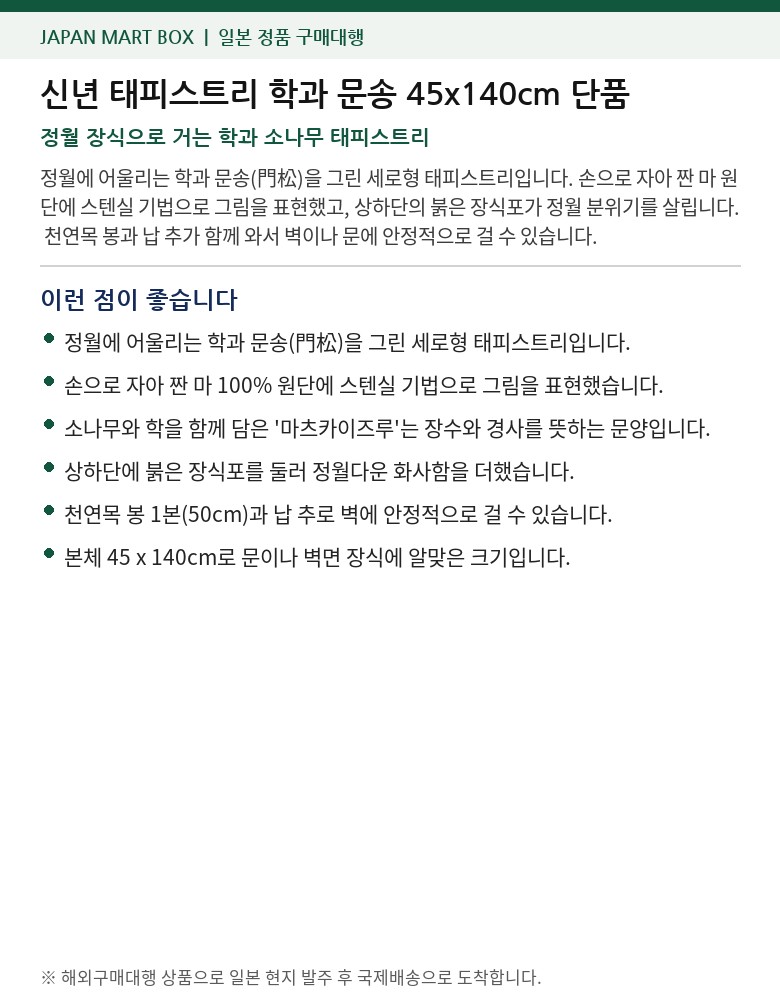 JAPAN MART BOX | 일본 정품 구매대행
신년 태피스트리 학과 문송 45x140cm 단품
정월 장식으로 거는 학과 소나무 태피스트리
정월에 어울리는 학과 문송(門松)을 그린 세로형 태피스트리입니다. 손으로 자아 짠 마 원
단에 스텐실 기법으로 그림을 표현했고, 상하단의 붉은 장식포가 정월 분위기를 살립니다.
천연목 봉과 납 추가 함께 와서 벽이나 문에 안정적으로 걸 수 있습니다.
이런 점이 좋습니다
● 정월에 어울리는 학과 문송(門松)을 그린 세로형 태피스트리입니다.
● 손으로 자아 짠 마 100% 원단에 스텐실 기법으로 그림을 표현했습니다.
● 소나무와 학을 함께 담은 '마츠카이즈루'는 장수와 경사를 뜻하는 문양입니다.
● 상하단에 붉은 장식포를 둘러 정월다운 화사함을 더했습니다.
● 천연목 봉 1본(50cm)과 납 추로 벽에 안정적으로 걸 수 있습니다.
● 본체 45 x 140cm로 문이나 벽면 장식에 알맞은 크기입니다.
※ 해외구매대행 상품으로 일본 현지 발주 후 국제배송으로 도착합니다.